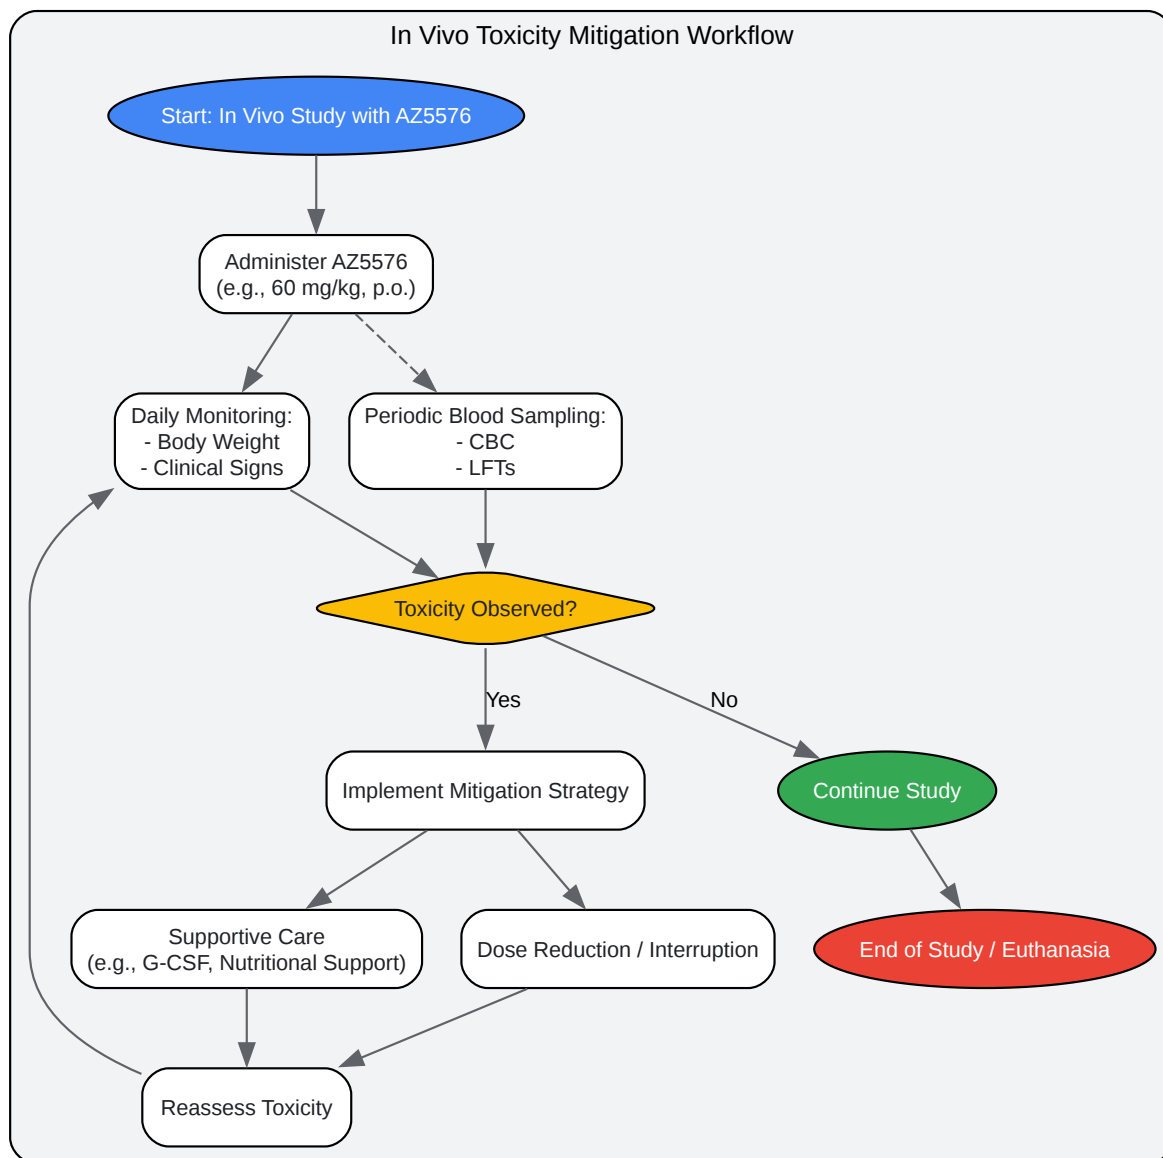 In Vivo Toxicity Mitigation Workflow
Start: In Vivo Study with AZ5576
Administer AZ5576
(e.g., 60 mg/kg, p.o.)
Daily Monitoring:
- Body Weight
- Clinical Signs
Periodic Blood Sampling:
- CBC
- LFTs
Toxicity Observed?
Yes
No
Implement Mitigation Strategy
Continue Study
Supportive Care
(e.g., G-CSF, Nutritional Support)
Dose Reduction / Interruption
End of Study / Euthanasia
Reassess Toxicity